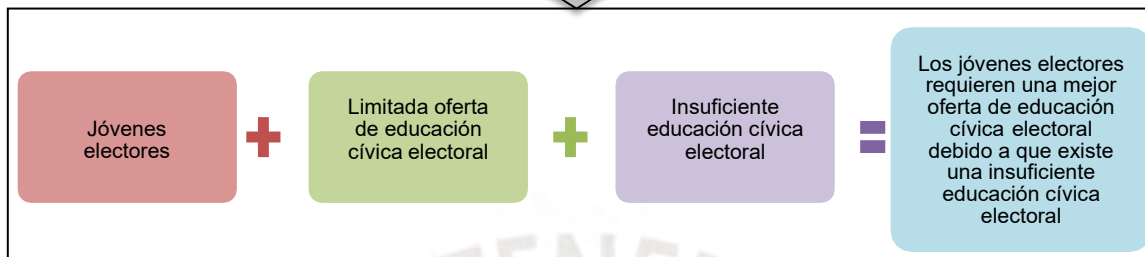 Jóvenes
electores
Limitada oferta
de educación
cívica electoral
Insuficiente
educación cívica
electoral
Los jóvenes electores
requieren una mejor
oferta de educación
cívica electoral
debido a que existe
una insuficiente
educación cívica
electoral